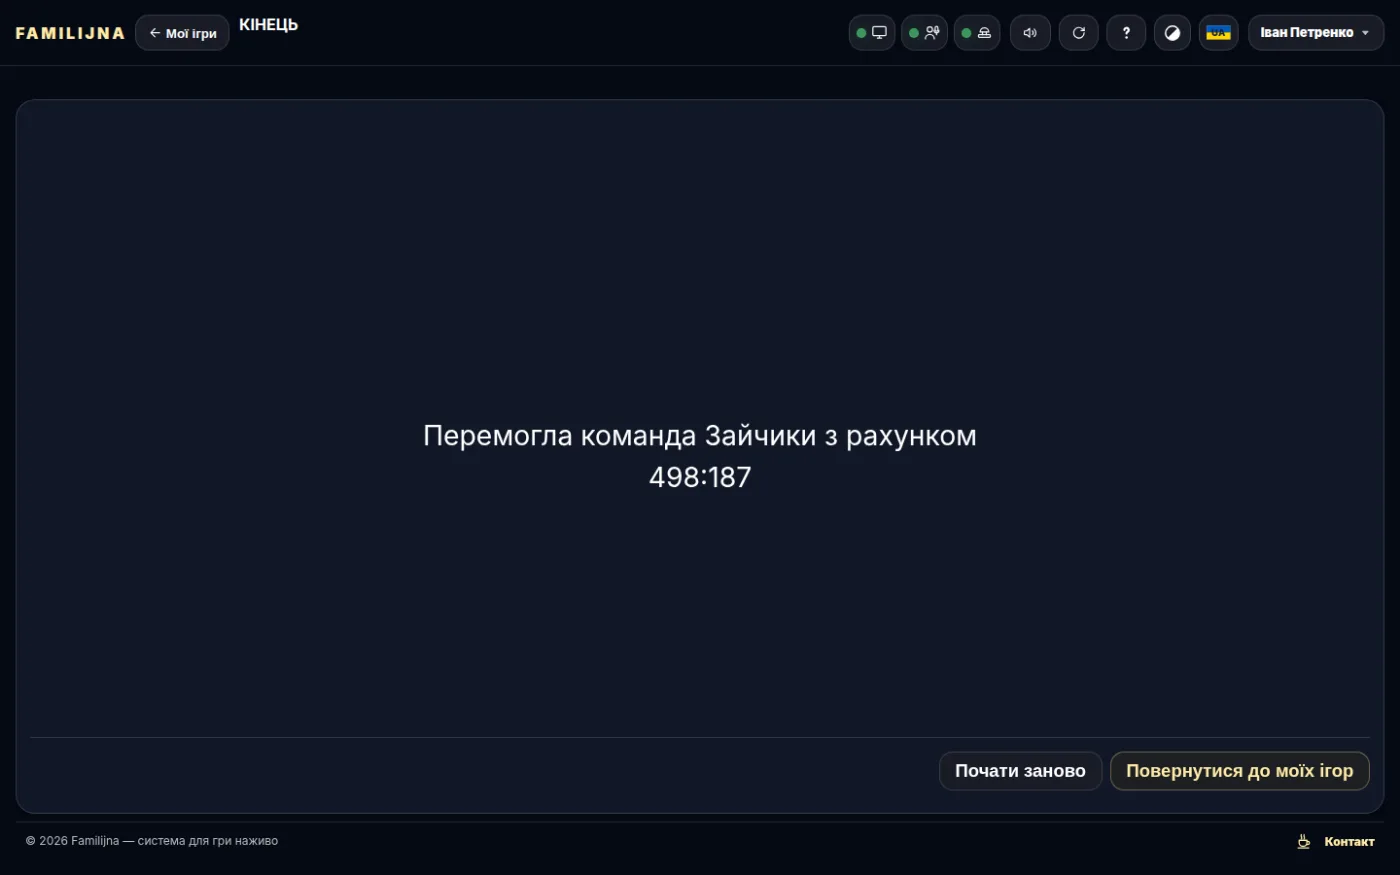 FAMILIJNA
← Мої ігри
КІНЕЦЬ
?
UA
Іван Петренко
Перемогла команда Зайчики з рахунком
498:187
Почати заново
Повернутися до моїх ігор
© 2026 Familijna — система для гри наживо
Контакт